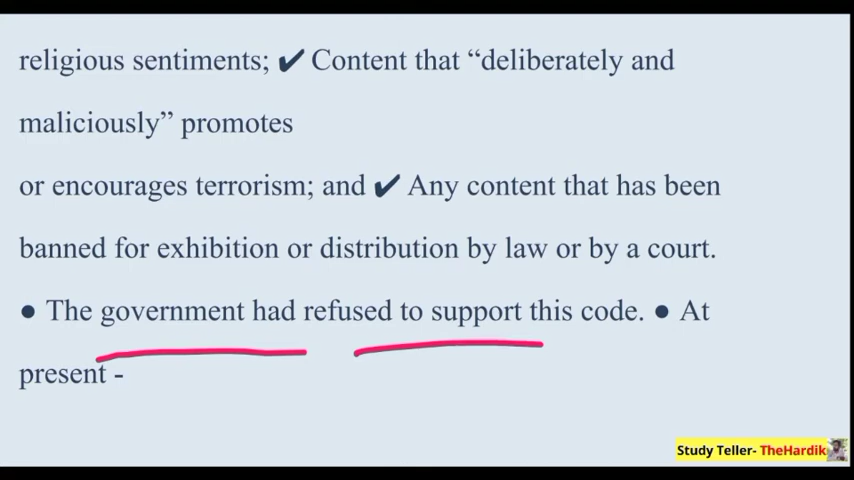 religious sentiments; ✔ Content that “deliberately and
maliciously” promotes
or encourages terrorism; and ✔ Any content that has been
banned for exhibition or distribution by law or by a court.
● The government had refused to support this code. ● At
present -
Study Teller- TheHardik